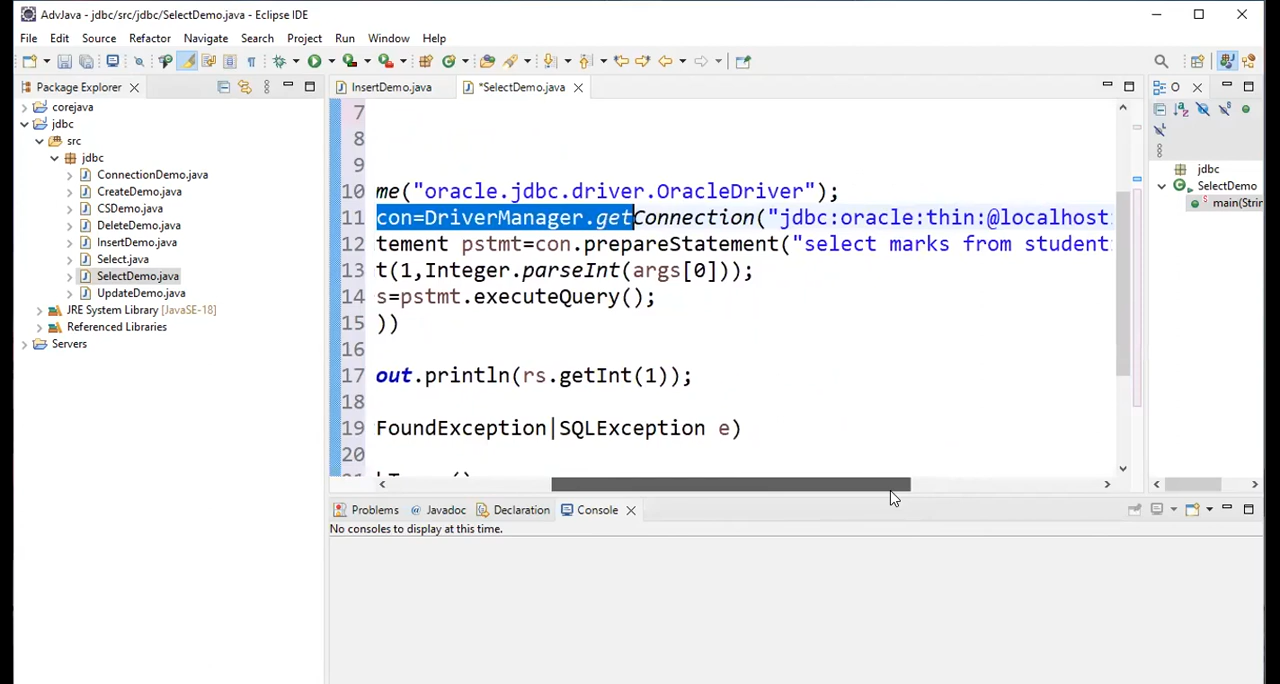 AdvJava - jdbc/src/jdbc/SelectDemo.java - Eclipse IDE
File Edit Source Refactor Navigate Search Project Run Window Help
Package Explorer
corejava
jdbc
src
jdbc
ConnectionDemo.java
CreateDemo.java
CSDemo.java
DeleteDemo.java
InsertDemo.java
Select.java
SelectDemo.java
UpdateDemo.java
JRE System Library [JavaSE-18]
Referenced Libraries
Servers
InsertDemo.java *SelectDemo.java
7
8
9
10 me("oracle.jdbc.driver.OracleDriver");
11 con=DriverManager.getConnection("jdbc:oracle:thin:@localhost:
12 tement pstmt=con.prepareStatement("select marks from student
13 t(1,Integer.parseInt(args[0]));
14 s=pstmt.executeQuery();
15 ))
16
17 out.println(rs.getInt(1));
18
19 FoundException|SQLException e)
20
Problems Javadoc Declaration Console
No consoles to display at this time.
O
jdbc
SelectDemo
main(Strin